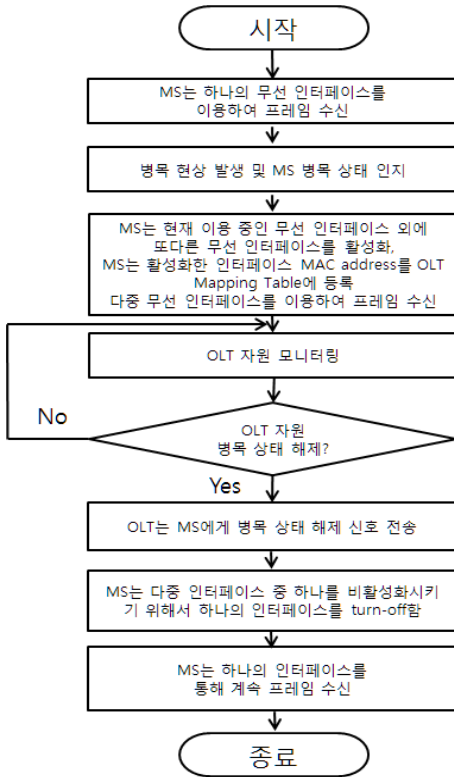 시작
MS는 하나의 무선 인터페이스를
이용하여 프레임 수신
병목 현상 발생 및 MS 병목 상태 인지
MS는 현재 이용 중인 무선 인터페이스 외에
또다른 무선 인터페이스를 활성화,
MS는 활성화한 인터페이스 MAC address를 OLT
Mapping Table에 등록
다중 무선 인터페이스를 이용하여 프레임 수신
OLT 자원 모니터링
No
OLT 자원
병목 상태 해제?
Yes
OLT는 MS에게 병목 상태 해제 신호 전송
MS는 다중 인터페이스 중 하나를 비활성화시키
기 위해서 하나의 인터페이스를 turn-off함
MS는 하나의 인터페이스를
통해 계속 프레임 수신
종료